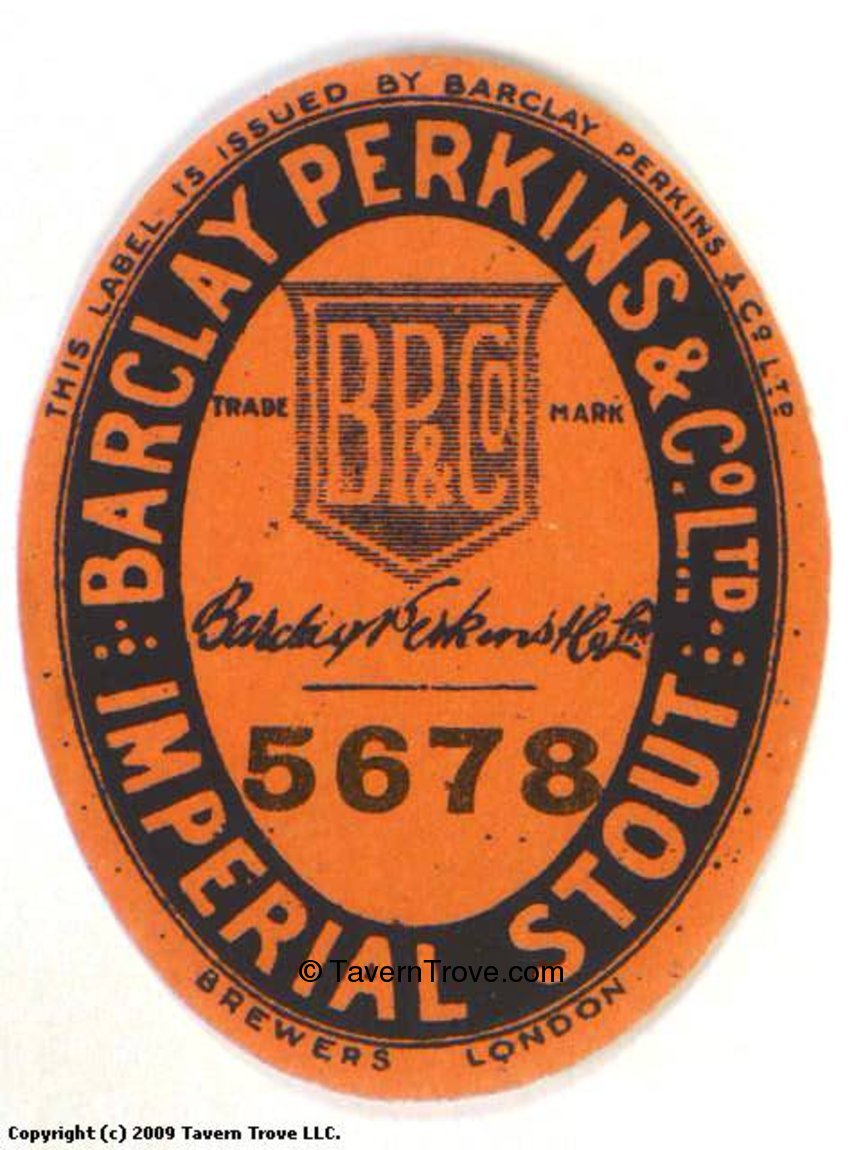 THIS LABEL IS ISSUED BY BARCLAY PERKINS & Co LTD
BARCLAY PERKINS & Co. LTD.
TRADE BP&Co MARK
Barclay Perkins & Co Ltd
5678
IMPERIAL STOUT
© TavernTrove.com
BREWERS LONDON
Copyright (c) 2009 Tavern Trove LLC.